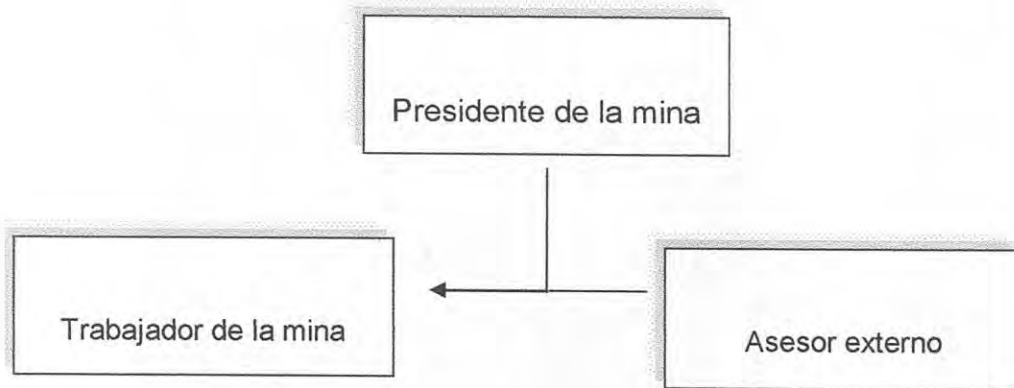 Presidente de la mina
Trabajador de la mina
Asesor externo